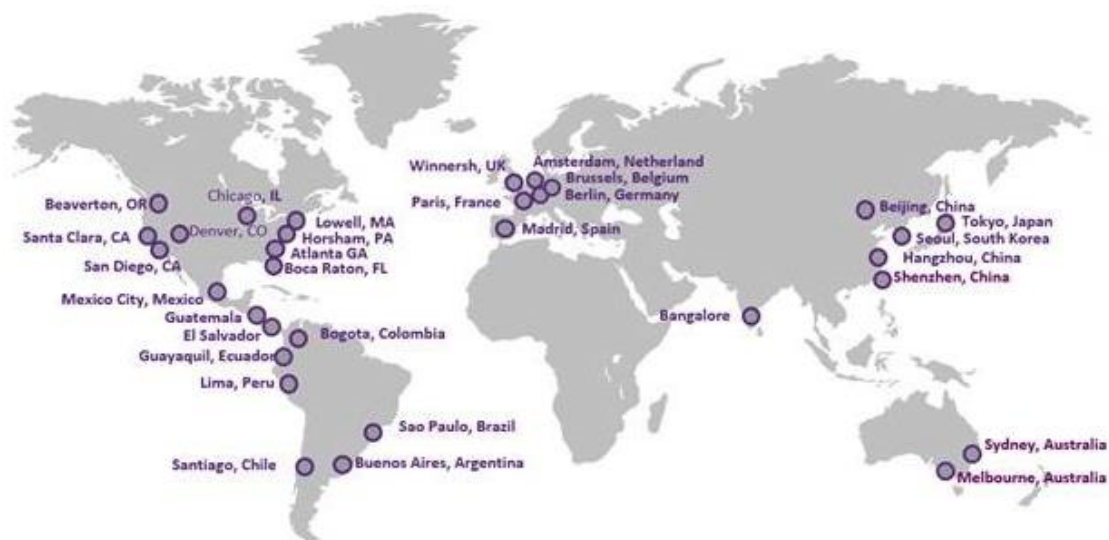 Winnersh, UK
Amsterdam, Netherland
Brussels, Belgium
Paris, France
Berlin, Germany
Madrid, Spain
Chicago, IL
Beaverton, OR
Lowell, MA
Santa Clara, CA
Denver, CO
Horsham, PA
Atlanta GA
San Diego, CA
Boca Raton, FL
Mexico City, Mexico
Guatemala
El Salvador
Bogota, Colombia
Guayaquil, Ecuador
Lima, Peru
Sao Paulo, Brazil
Santiago, Chile
Buenos Aires, Argentina
Beijing, China
Tokyo, Japan
Seoul, South Korea
Hangzhou, China
Shenzhen, China
Bangalore
Sydney, Australia
Melbourne, Australia